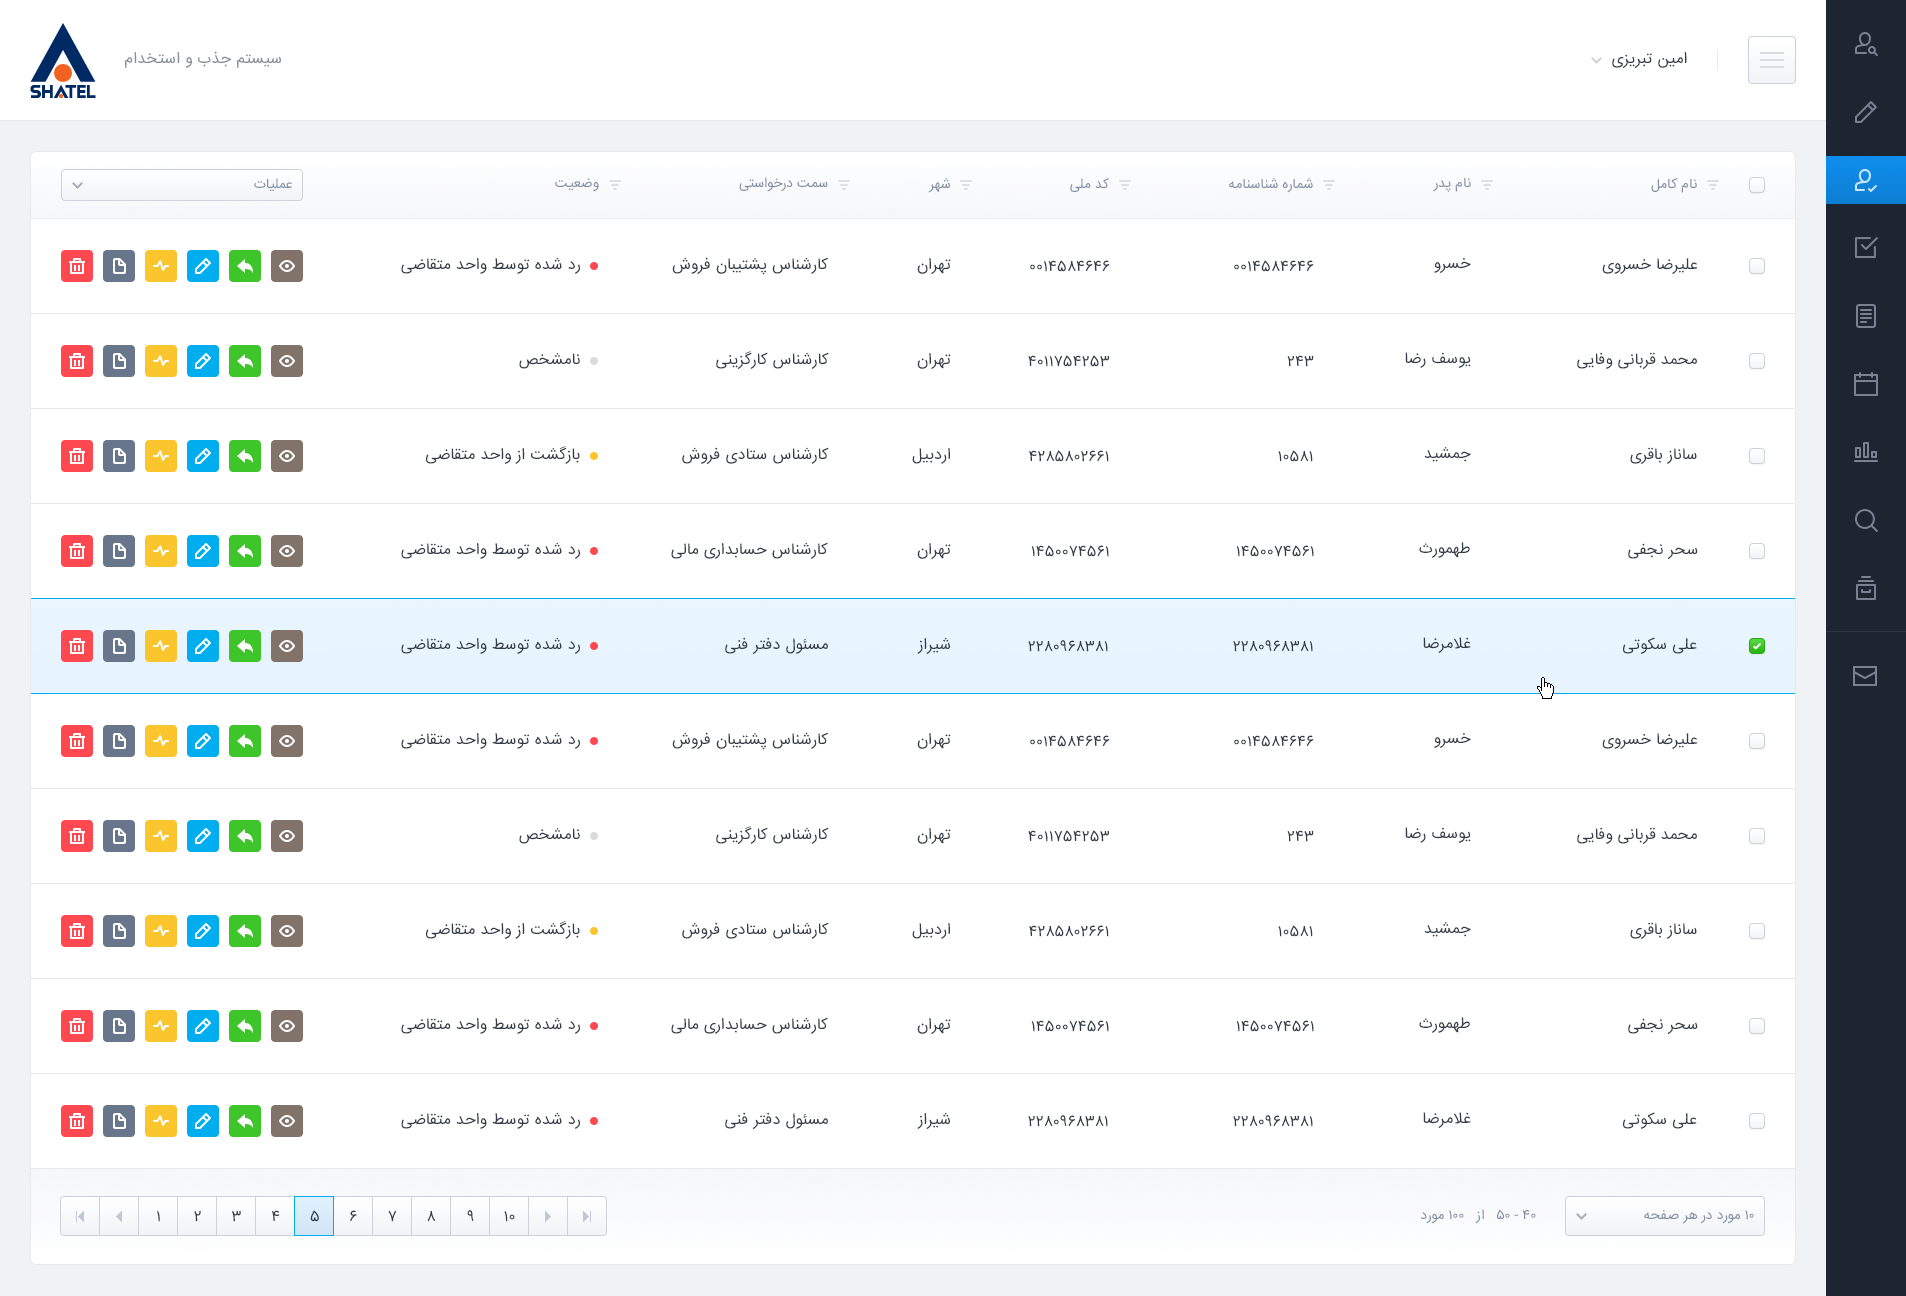 امین تبریزی
سیستم جذب و استخدام
SHATEL
نام کامل نام پدر شماره شناسنامه کد ملی شهر سمت درخواستی وضعیت عملیات
علیرضا خسروی خسرو ۰۰۱۴۵۸۴۶۴۶ ۰۰۱۴۵۸۴۶۴۶ تهران کارشناس پشتیبان فروش رد شده توسط واحد متقاضی
محمد قربانی وفایی یوسف رضا ۲۴۳ ۴۰۱۱۷۵۴۲۵۳ تهران کارشناس کارگزینی نامشخص
ساناز باقری جمشید ۱۰۵۸۱ ۴۲۸۵۸۰۲۶۶۱ اردبیل کارشناس ستادی فروش بازگشت از واحد متقاضی
سحر نجفی طهمورث ۱۴۵۰۰۷۴۵۶۱ ۱۴۵۰۰۷۴۵۶۱ تهران کارشناس حسابداری مالی رد شده توسط واحد متقاضی
علی سکوتی غلامرضا ۲۲۸۰۹۶۸۳۸۱ ۲۲۸۰۹۶۸۳۸۱ شیراز مسئول دفتر فنی رد شده توسط واحد متقاضی
علیرضا خسروی خسرو ۰۰۱۴۵۸۴۶۴۶ ۰۰۱۴۵۸۴۶۴۶ تهران کارشناس پشتیبان فروش رد شده توسط واحد متقاضی
محمد قربانی وفایی یوسف رضا ۲۴۳ ۴۰۱۱۷۵۴۲۵۳ تهران کارشناس کارگزینی نامشخص
ساناز باقری جمشید ۱۰۵۸۱ ۴۲۸۵۸۰۲۶۶۱ اردبیل کارشناس ستادی فروش بازگشت از واحد متقاضی
سحر نجفی طهمورث ۱۴۵۰۰۷۴۵۶۱ ۱۴۵۰۰۷۴۵۶۱ تهران کارشناس حسابداری مالی رد شده توسط واحد متقاضی
علی سکوتی غلامرضا ۲۲۸۰۹۶۸۳۸۱ ۲۲۸۰۹۶۸۳۸۱ شیراز مسئول دفتر فنی رد شده توسط واحد متقاضی
۱۰ مورد در هر صفحه
۴۰ - ۵۰ از ۱۰۰ مورد
۱ ۲ ۳ ۴ ۵ ۶ ۷ ۸ ۹ ۱۰